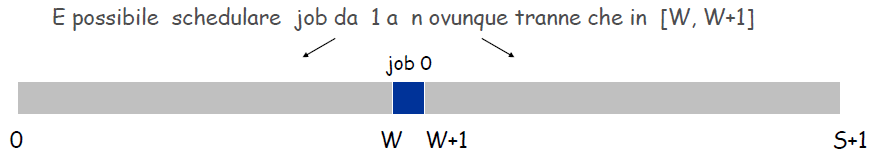 E possibile schedulare job da 1 a n ovunque tranne che in [W, W+1]
job 0
0 W W+1 S+1